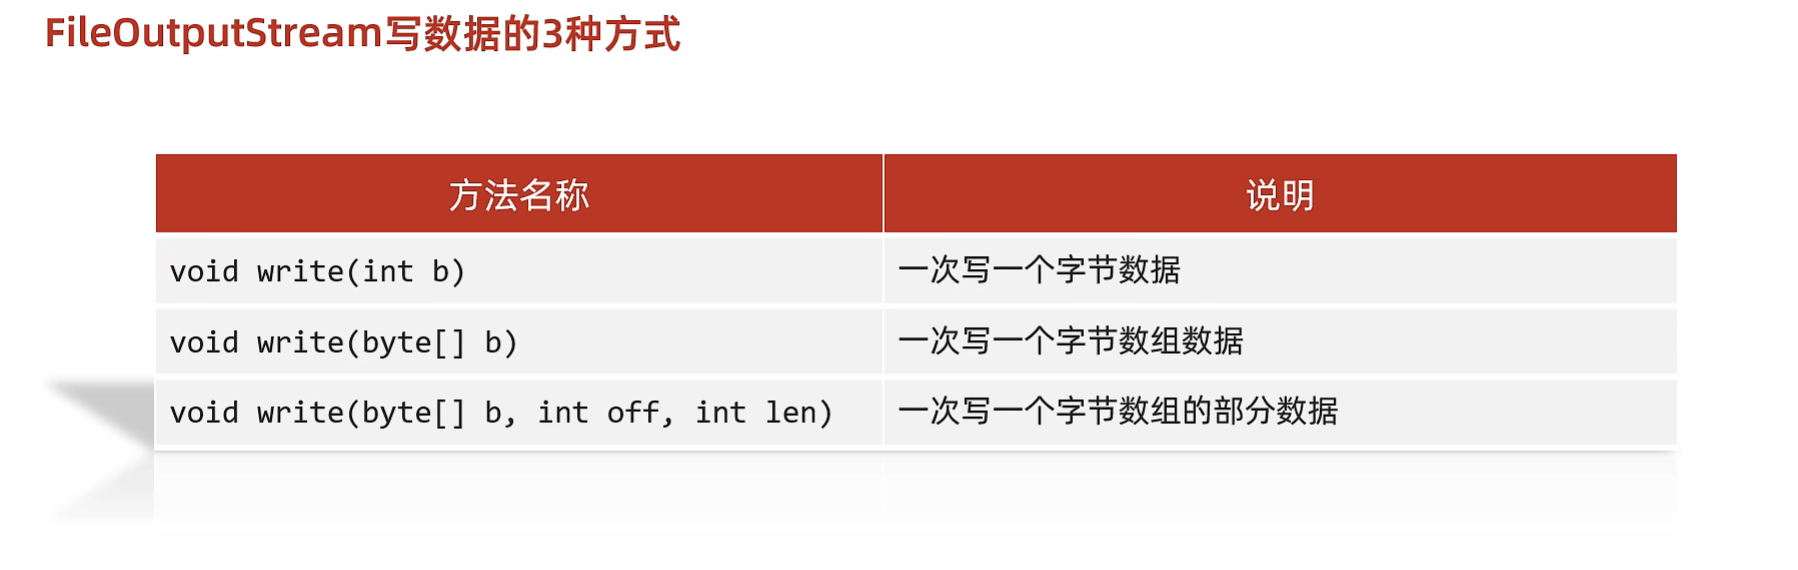 FileOutputStream写数据的3种方式
方法名称 说明
void write(int b) 一次写一个字节数据
void write(byte[] b) 一次写一个字节数组数据
void write(byte[] b, int off, int len) 一次写一个字节数组的部分数据